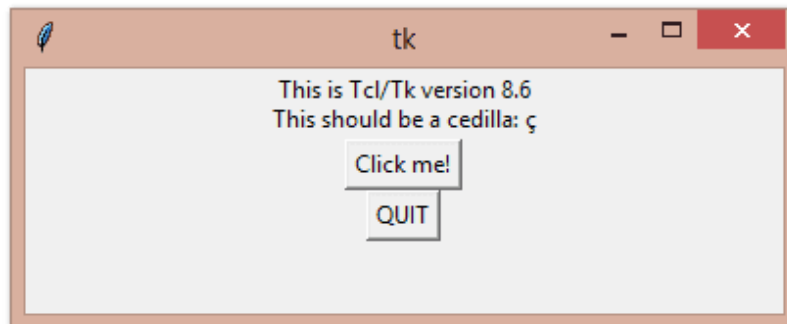 tk
This is Tcl/Tk version 8.6
This should be a cedilla: ç
Click me!
QUIT